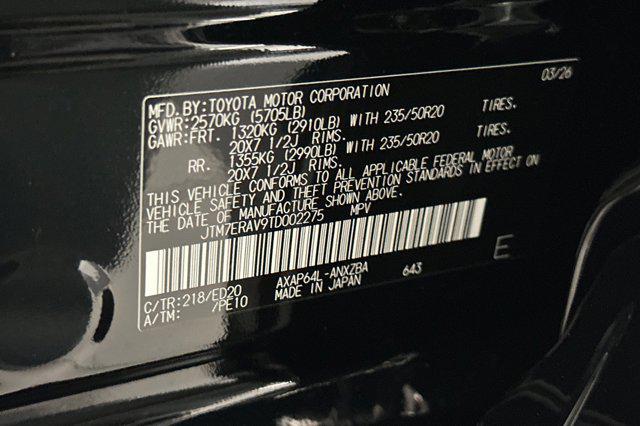 03/26
MFD. BY: TOYOTA MOTOR CORPORATION
GVWR: 2570KG (5705LB)
GAWR: FRT. 1320KG (2910LB) WITH 235/50R20 TIRES.
20X7 1/2J RIMS.
RR. 1355KG (2990LB) WITH 235/50R20 TIRES.
20X7 1/2J RIMS.
THIS VEHICLE CONFORMS TO ALL APPLICABLE FEDERAL MOTOR
VEHICLE SAFETY AND THEFT PREVENTION STANDARDS IN EFFECT ON
THE DATE OF MANUFACTURE SHOWN ABOVE.
JTM7ERAV9TD002275 MPV
C/TR: 218/ED20 AXAP64L-ANXZBA 643 E
A/TM: /PE10 MADE IN JAPAN